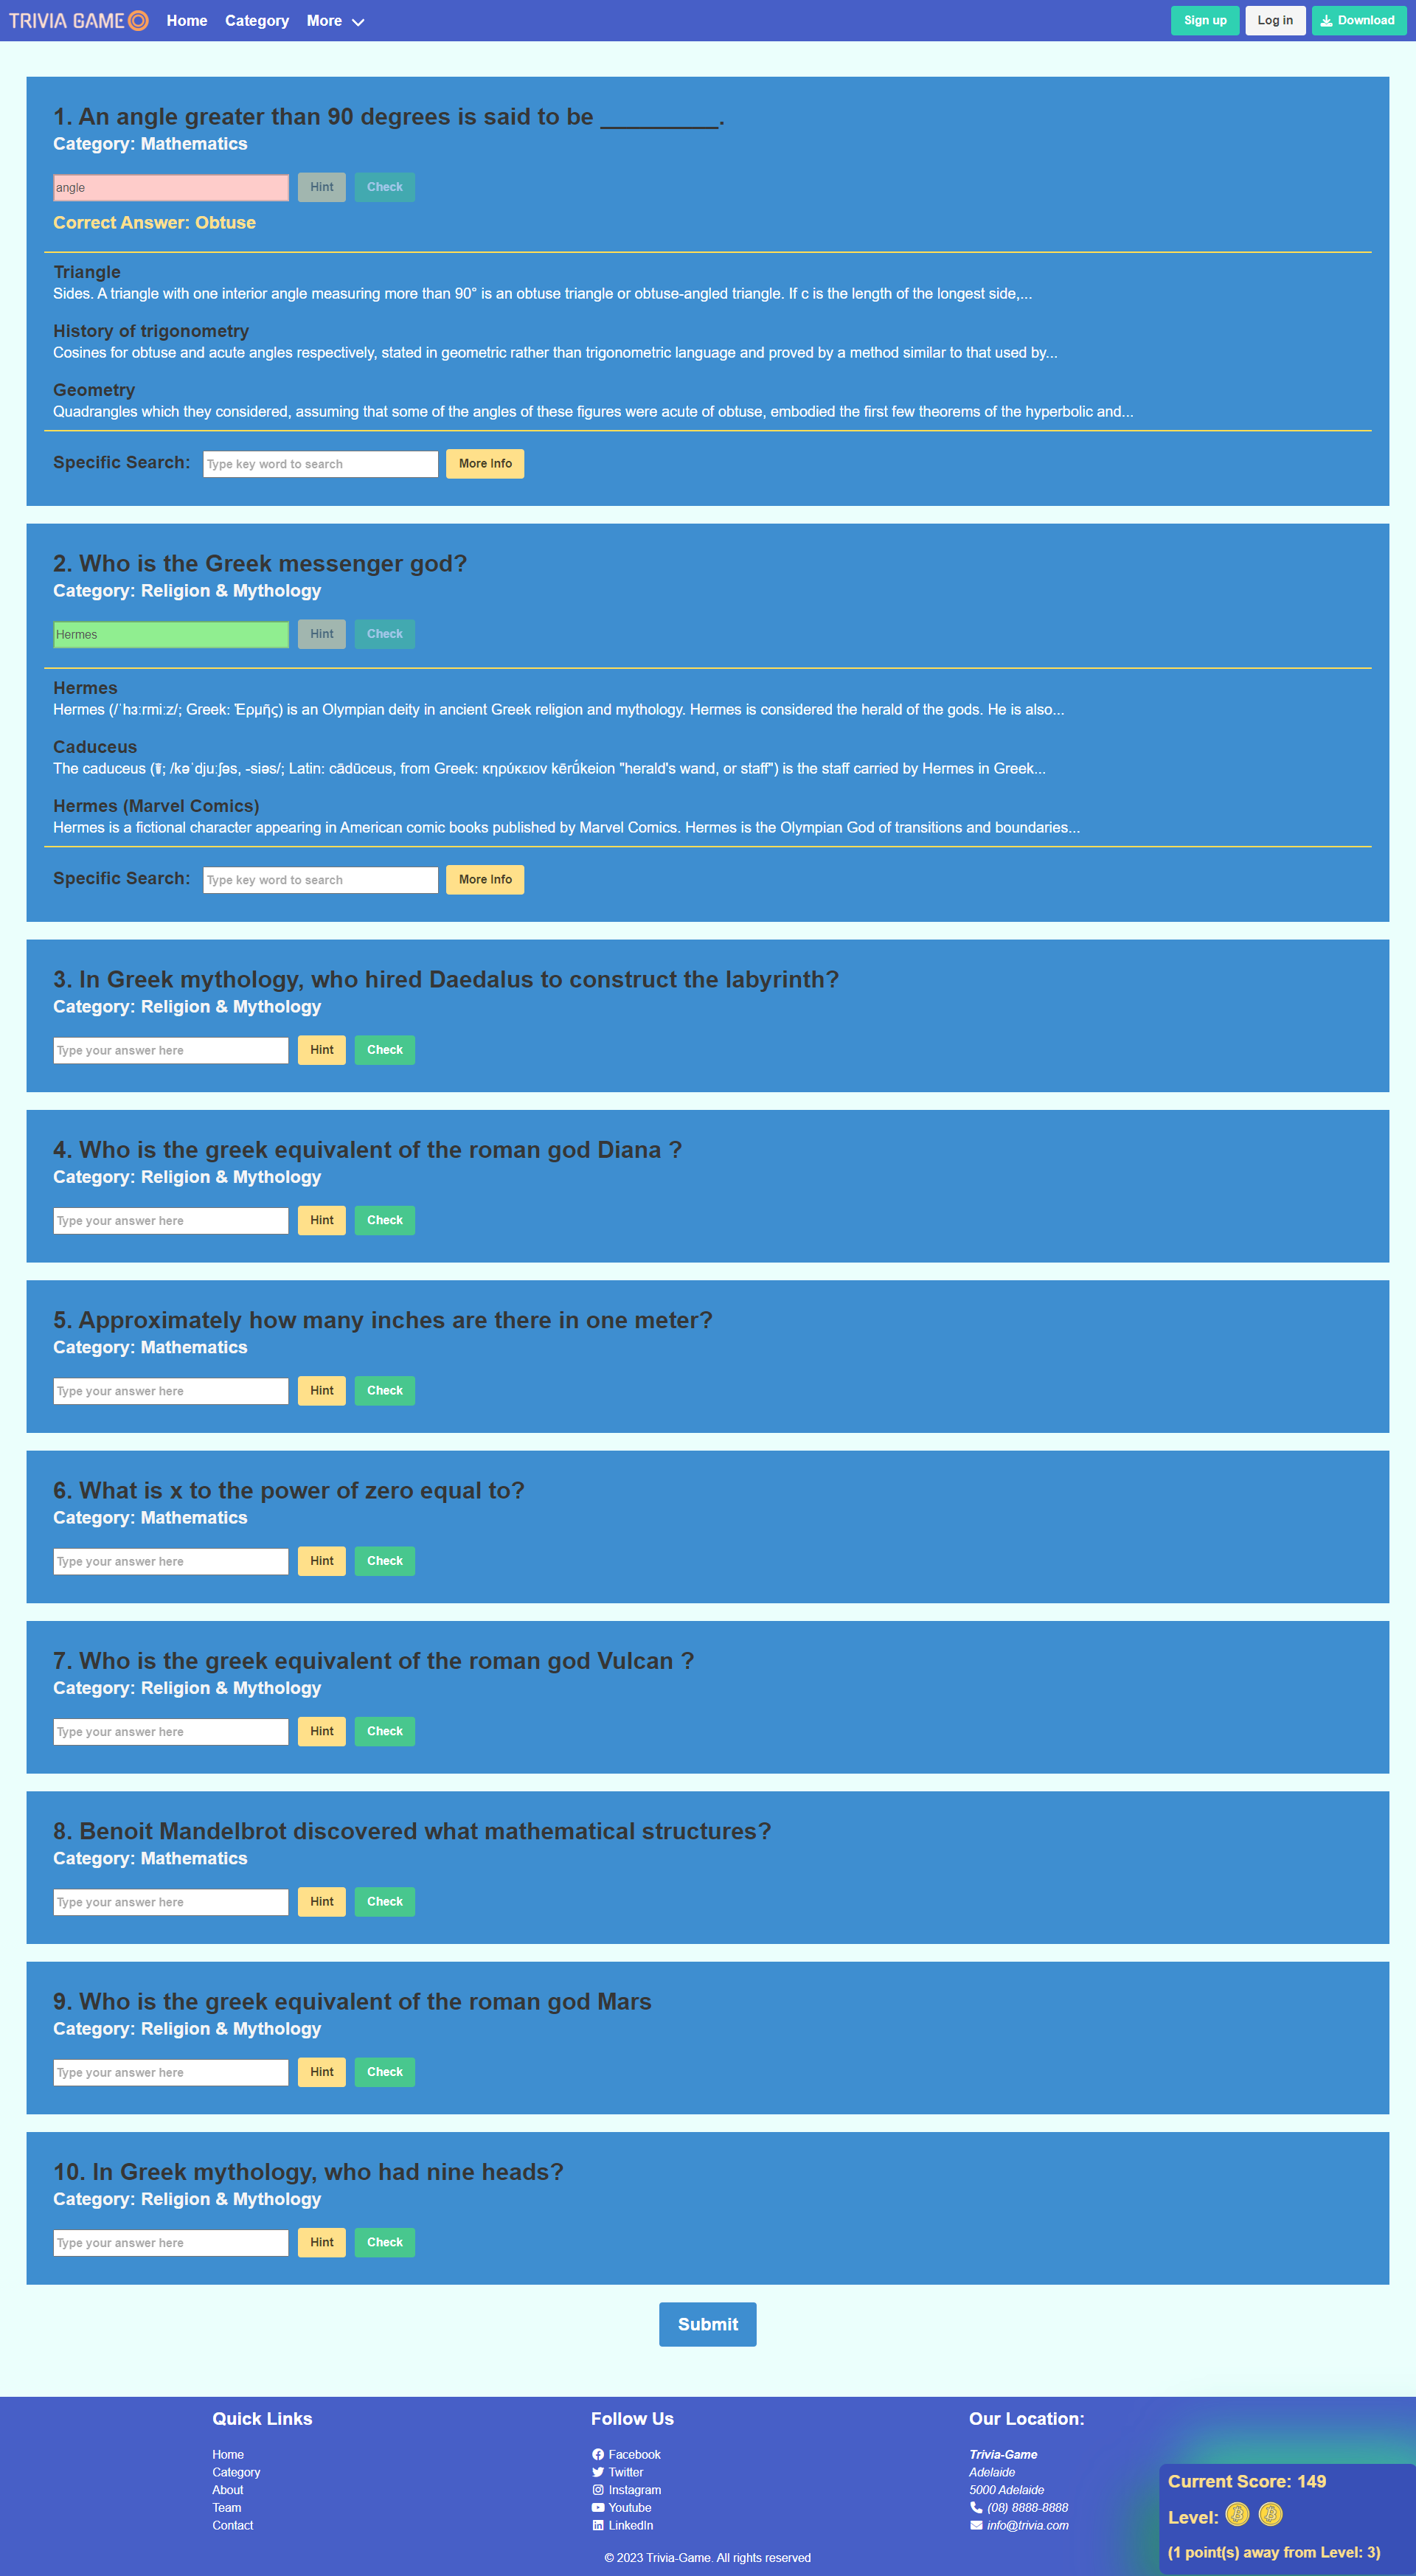 TRIVIA GAME Home Category More Sign up Log in Download
1. An angle greater than 90 degrees is said to be _________.
Category: Mathematics
angle Hint Check
Correct Answer: Obtuse
Triangle
Sides. A triangle with one interior angle measuring more than 90° is an obtuse triangle or obtuse-angled triangle. If c is the length of the longest side,...
History of trigonometry
Cosines for obtuse and acute angles respectively, stated in geometric rather than trigonometric language and proved by a method similar to that used by...
Geometry
Quadrangles which they considered, assuming that some of the angles of these figures were acute of obtuse, embodied the first few theorems of the hyperbolic and...
Specific Search: Type key word to search More Info
2. Who is the Greek messenger god?
Category: Religion & Mythology
Hermes Hint Check
Hermes
Hermes (/ˈhɜːrmiːz/; Greek: Ἑρμῆς) is an Olympian deity in ancient Greek religion and mythology. Hermes is considered the herald of the gods. He is also...
Caduceus
The caduceus (☤; /kəˈdjuːʃəs, -siəs/; Latin: cādūceus, from Greek: κηρύκειον kērū́keion "herald's wand, or staff") is the staff carried by Hermes in Greek...
Hermes (Marvel Comics)
Hermes is a fictional character appearing in American comic books published by Marvel Comics. Hermes is the Olympian God of transitions and boundaries...
Specific Search: Type key word to search More Info
3. In Greek mythology, who hired Daedalus to construct the labyrinth?
Category: Religion & Mythology
Type your answer here Hint Check
4. Who is the greek equivalent of the roman god Diana ?
Category: Religion & Mythology
Type your answer here Hint Check
5. Approximately how many inches are there in one meter?
Category: Mathematics
Type your answer here Hint Check
6. What is x to the power of zero equal to?
Category: Mathematics
Type your answer here Hint Check
7. Who is the greek equivalent of the roman god Vulcan ?
Category: Religion & Mythology
Type your answer here Hint Check
8. Benoit Mandelbrot discovered what mathematical structures?
Category: Mathematics
Type your answer here Hint Check
9. Who is the greek equivalent of the roman god Mars
Category: Religion & Mythology
Type your answer here Hint Check
10. In Greek mythology, who had nine heads?
Category: Religion & Mythology
Type your answer here Hint Check
Submit
Quick Links
Home
Category
About
Team
Contact
Follow Us
Facebook
Twitter
Instagram
Youtube
LinkedIn
Our Location:
Trivia-Game
Adelaide
5000 Adelaide
(08) 8888-8888
info@trivia.com
Current Score: 149
Level:
(1 point(s) away from Level: 3)
© 2023 Trivia-Game. All rights reserved